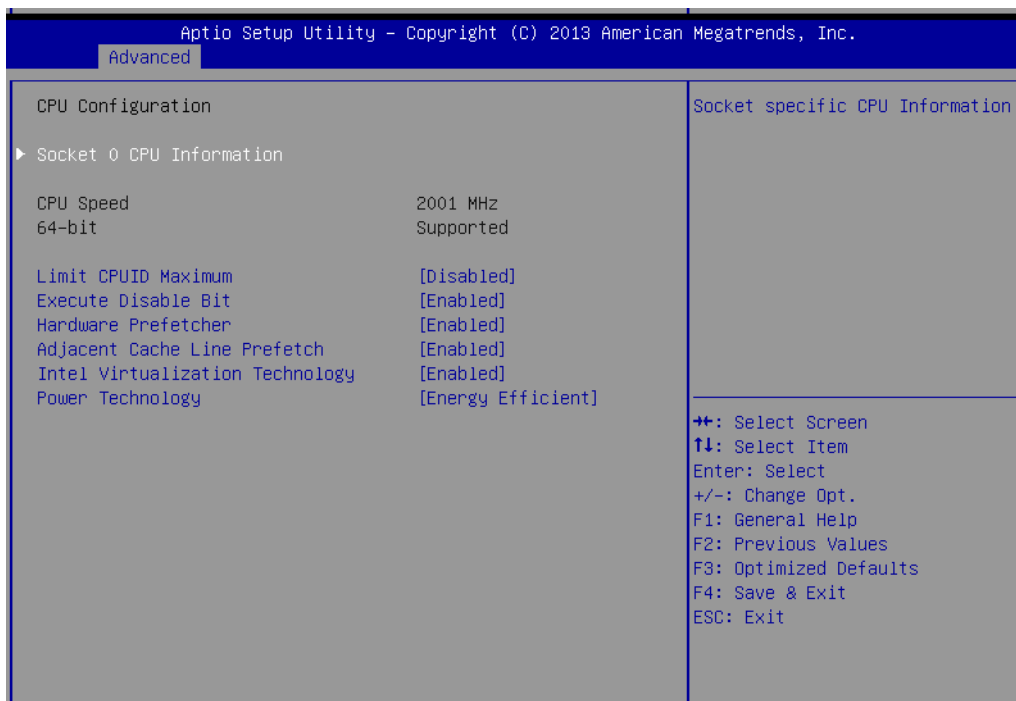 Aptio Setup Utility – Copyright (C) 2013 American Megatrends, Inc.
Advanced
CPU Configuration
Socket 0 CPU Information
CPU Speed 2001 MHz
64-bit Supported
Limit CPUID Maximum [Disabled]
Execute Disable Bit [Enabled]
Hardware Prefetcher [Enabled]
Adjacent Cache Line Prefetch [Enabled]
Intel Virtualization Technology [Enabled]
Power Technology [Energy Efficient]
Socket specific CPU Information
→←: Select Screen
↑↓: Select Item
Enter: Select
+/-: Change Opt.
F1: General Help
F2: Previous Values
F3: Optimized Defaults
F4: Save & Exit
ESC: Exit